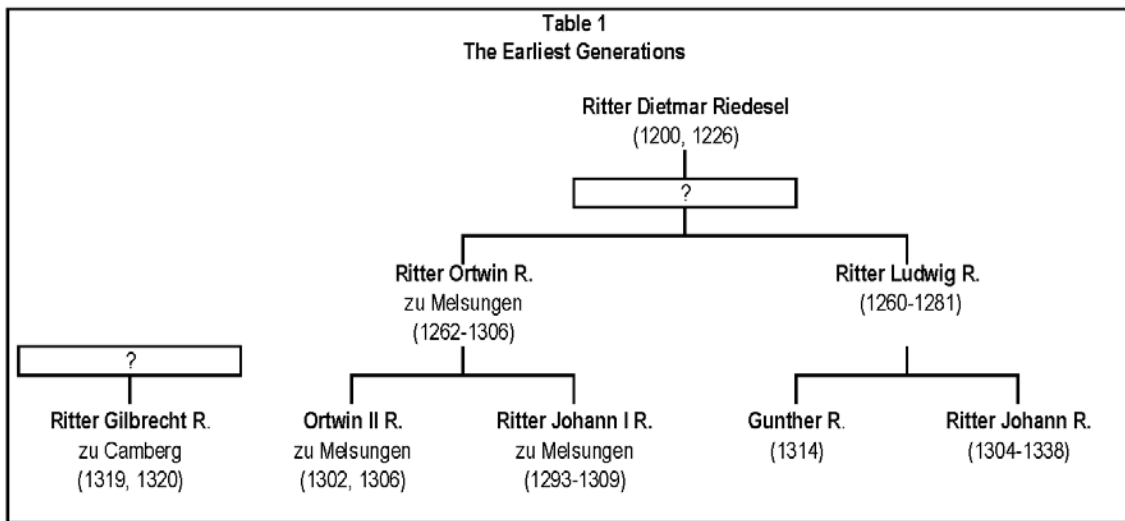 Table 1
The Earliest Generations
Ritter Dietmar Riedesel
(1200, 1226)
?
Ritter Ortwin R.
zu Melsungen
(1262-1306)
Ritter Ludwig R.
(1260-1281)
?
Ritter Gilbrecht R.
zu Camberg
(1319, 1320)
Ortwin II R.
zu Melsungen
(1302, 1306)
Ritter Johann I R.
zu Melsungen
(1293-1309)
Gunther R.
(1314)
Ritter Johann R.
(1304-1338)